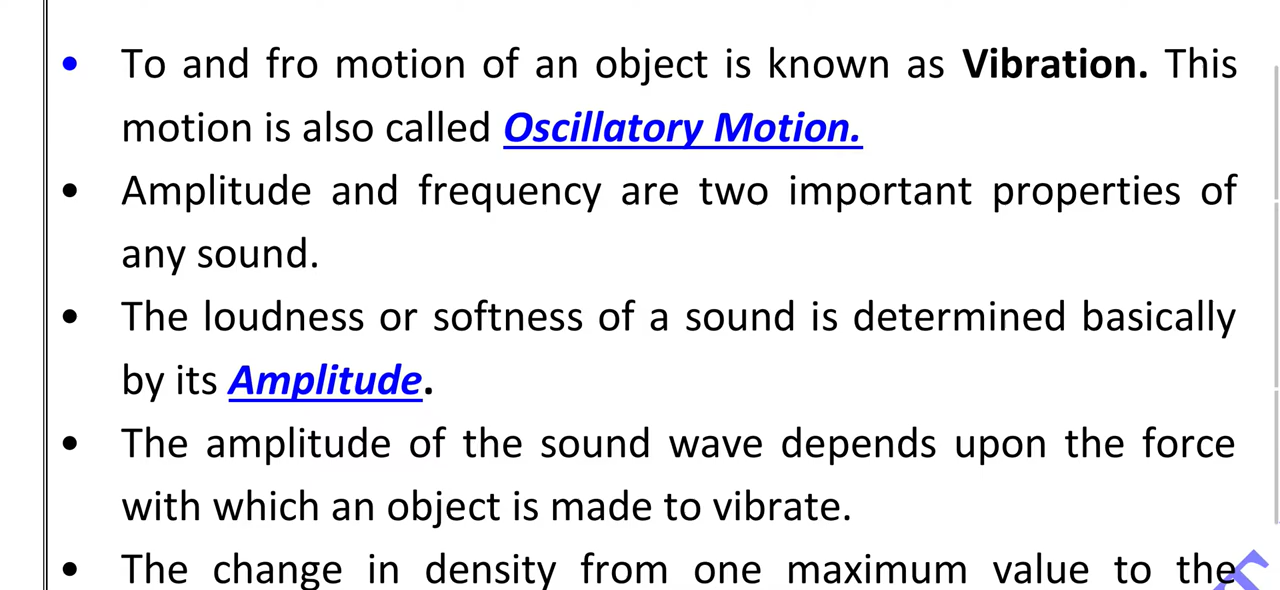 • To and fro motion of an object is known as Vibration. This
motion is also called Oscillatory Motion.
• Amplitude and frequency are two important properties of
any sound.
• The loudness or softness of a sound is determined basically
by its Amplitude.
• The amplitude of the sound wave depends upon the force
with which an object is made to vibrate.
• The change in density from one maximum value to the